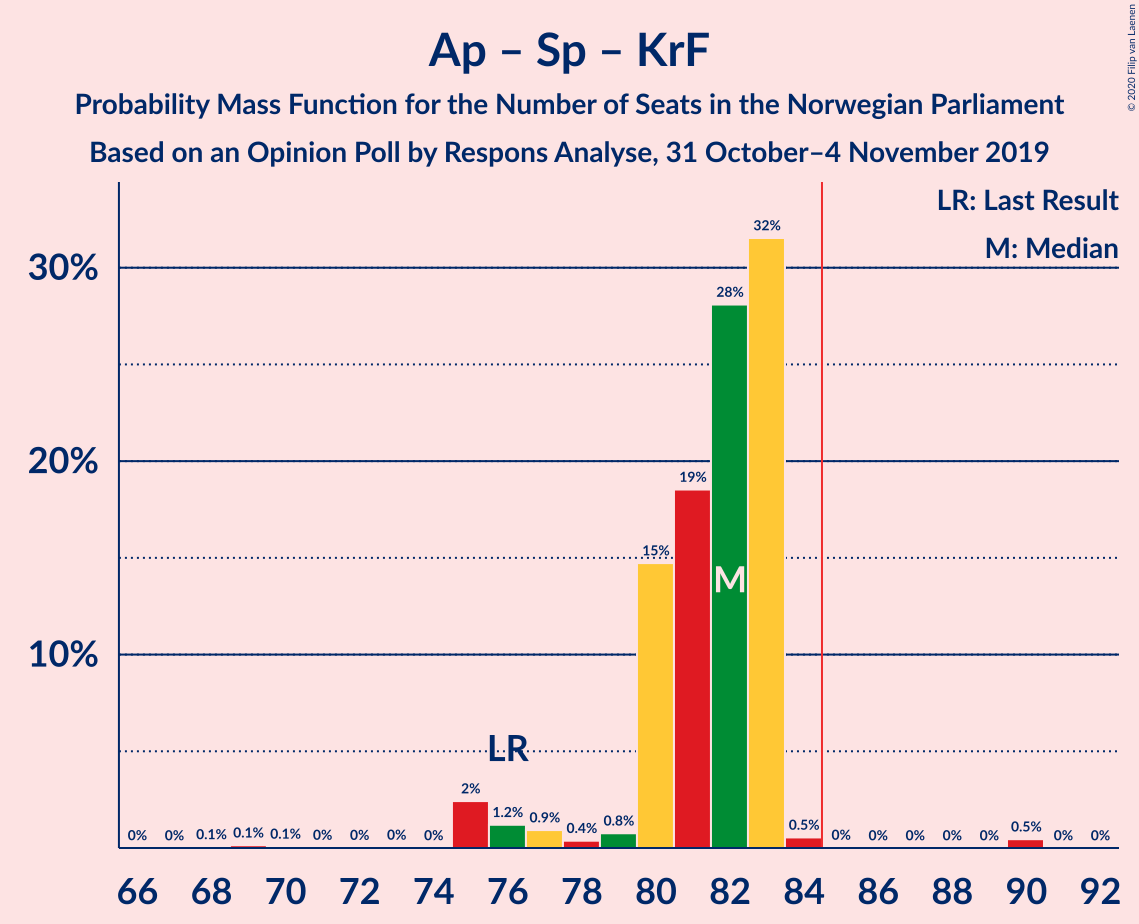 Ap – Sp – KrF
Probability Mass Function for the Number of Seats in the Norwegian Parliament
Based on an Opinion Poll by Respons Analyse, 31 October–4 November 2019
© 2020 Filip van Laenen
LR: Last Result
M: Median
30%
20%
10%
0% 0% 0.1% 0.1% 0.1% 0% 0% 0% 0% 2% 1.2% 0.9% 0.4% 0.8% 15% 19% 28% 32% 0.5% 0% 0% 0% 0% 0% 0.5% 0% 0%
LR
M
66 68 70 72 74 76 78 80 82 84 86 88 90 92